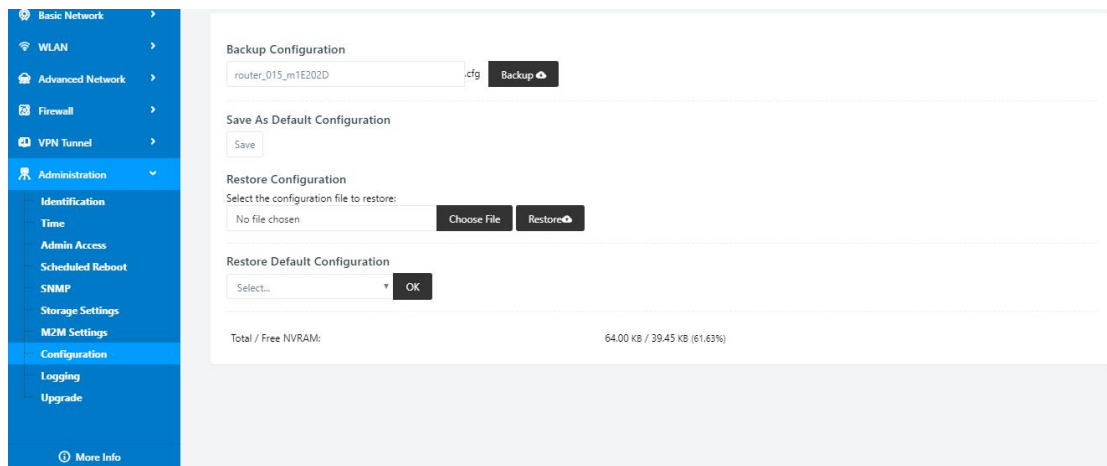 Basic Network
WLAN
Advanced Network
Firewall
VPN Tunnel
Administration
Identification
Time
Admin Access
Scheduled Reboot
SNMP
Storage Settings
M2M Settings
Configuration
Logging
Upgrade
More Info
Backup Configuration
router_015_m1E202D .cfg Backup
Save As Default Configuration
Save
Restore Configuration
Select the configuration file to restore:
No file chosen Choose File Restore
Restore Default Configuration
Select... OK
Total / Free NVRAM: 64.00 KB / 39.45 KB (61.63%)